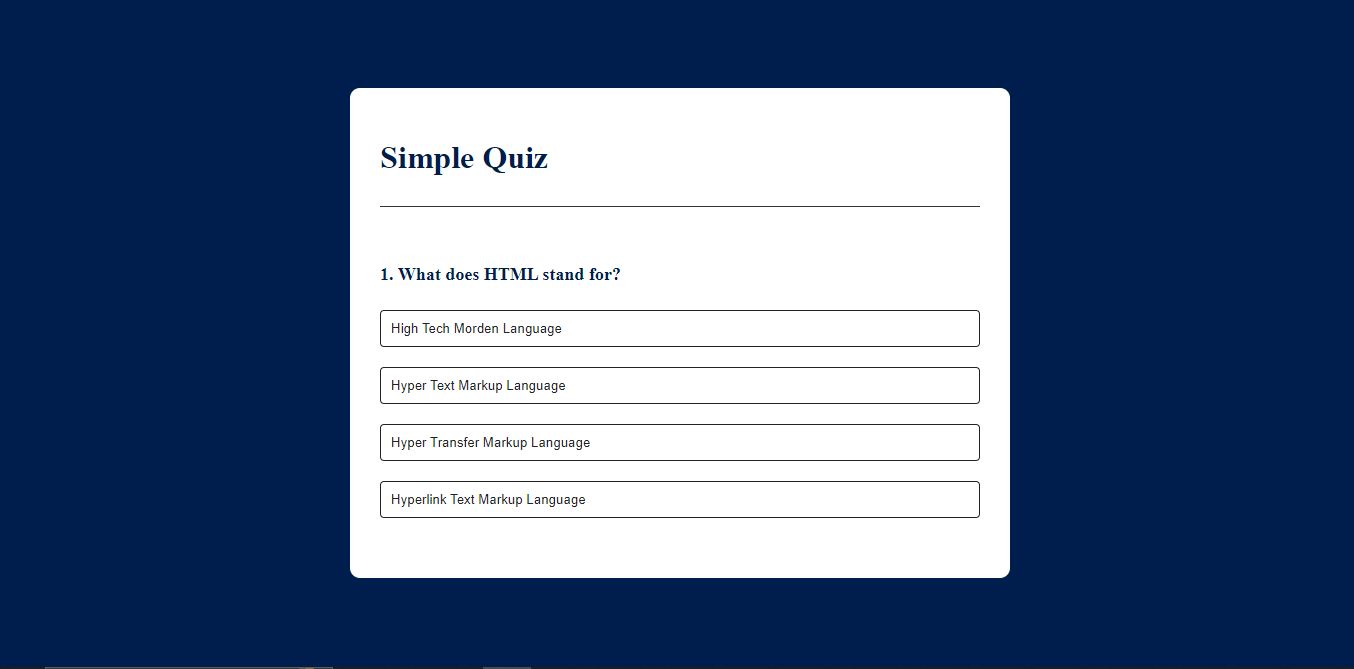 Simple Quiz
1. What does HTML stand for?
High Tech Morden Language
Hyper Text Markup Language
Hyper Transfer Markup Language
Hyperlink Text Markup Language